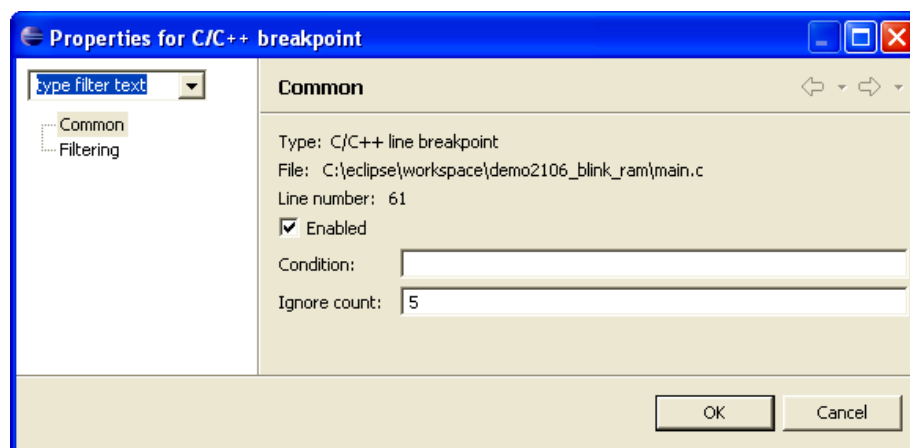 Properties for C/C++ breakpoint
type filter text
Common
Filtering
Common
Type: C/C++ line breakpoint
File: C:\eclipse\workspace\demo2106_blink_ram\main.c
Line number: 61
Enabled
Condition:
Ignore count: 5
OK
Cancel